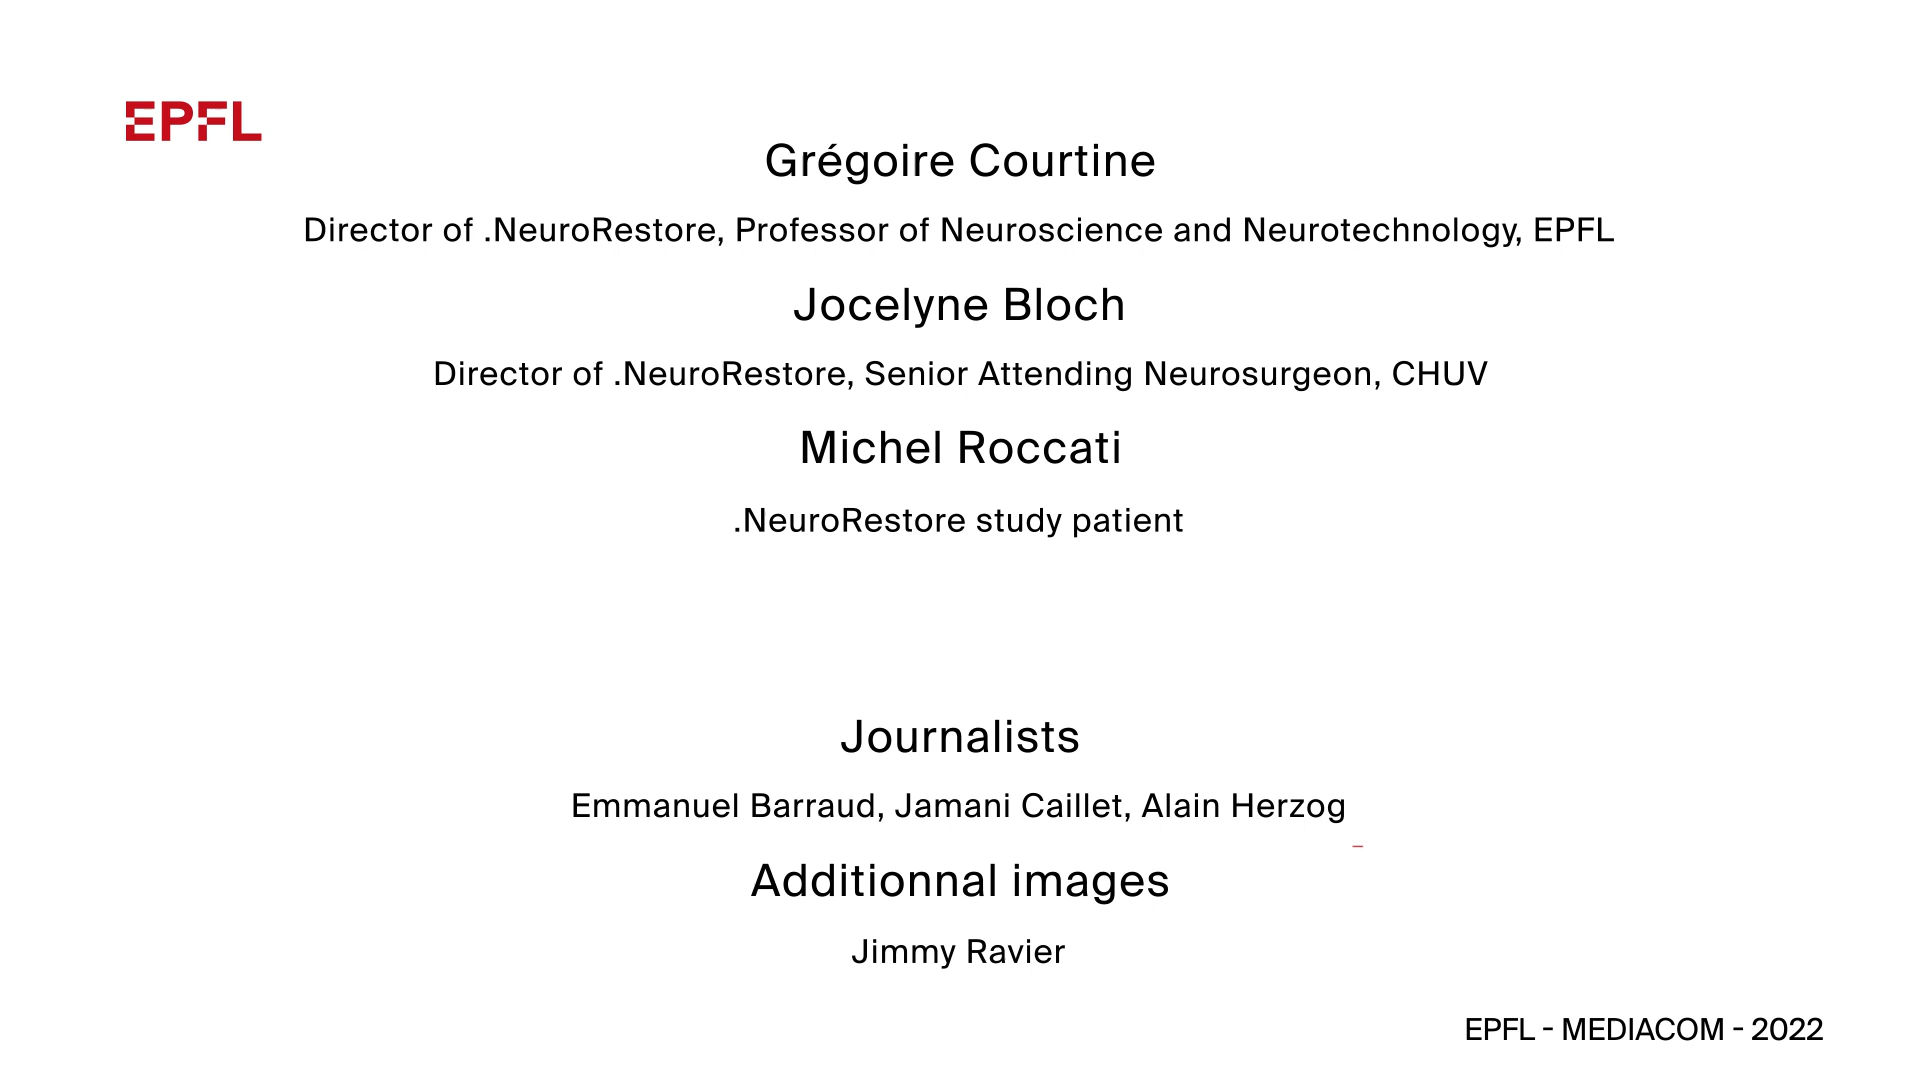 EPFL
Grégoire Courtine
Director of .NeuroRestore, Professor of Neuroscience and Neurotechnology, EPFL
Jocelyne Bloch
Director of .NeuroRestore, Senior Attending Neurosurgeon, CHUV
Michel Roccati
.NeuroRestore study patient
Journalists
Emmanuel Barraud, Jamani Caillet, Alain Herzog
Additionnal images
Jimmy Ravier
EPFL - MEDIACOM - 2022